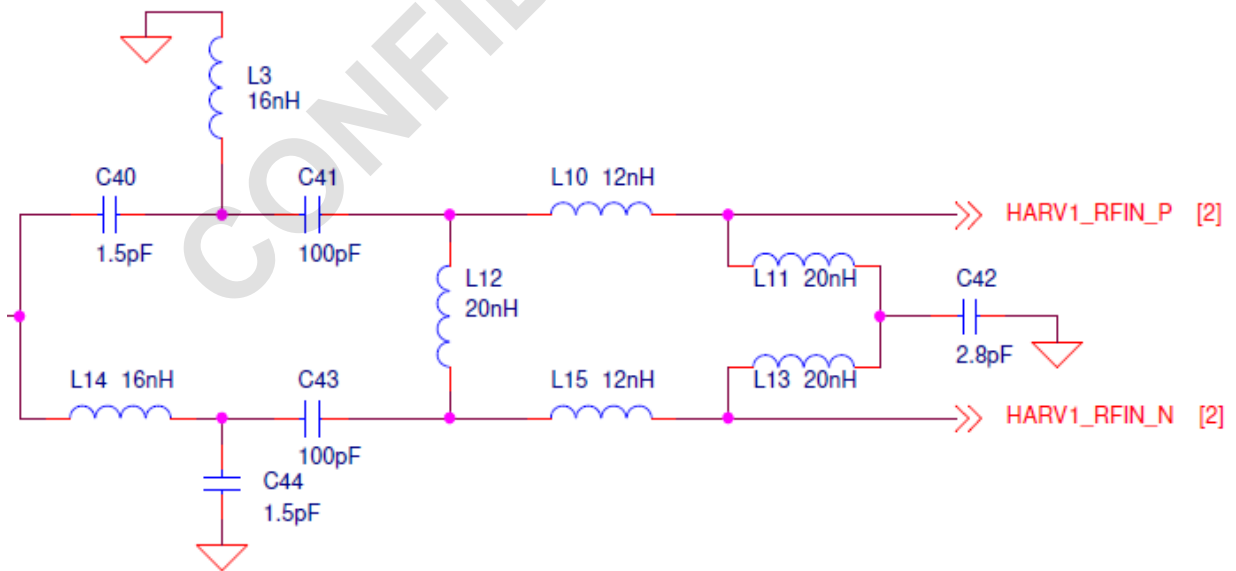 CONFIE
L3
16nH
C40
C41
L10 12nH
HARV1_RFIN_P [2]
1.5pF
100pF
L12
20nH
L11 20nH
C42
2.8pF
L14 16nH
C43
L15 12nH
L13 20nH
100pF
HARV1_RFIN_N [2]
C44
1.5pF